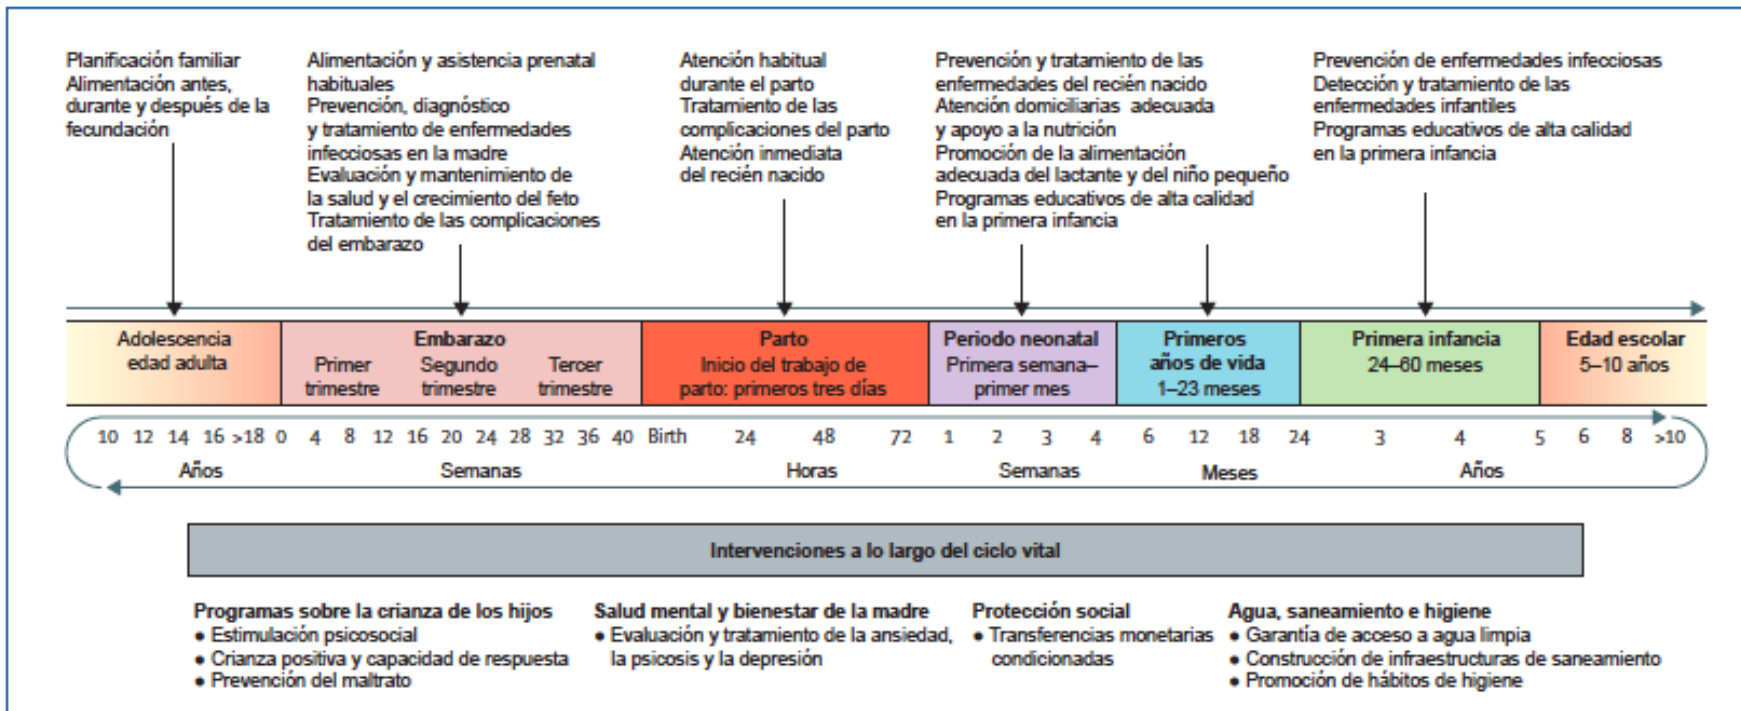 Planificación familiar
Alimentación antes,
durante y después de la
fecundación
Alimentación y asistencia prenatal
habituales
Prevención, diagnóstico
y tratamiento de enfermedades
infecciosas en la madre
Evaluación y mantenimiento de
la salud y el crecimiento del feto
Tratamiento de las complicaciones
del embarazo
Atención habitual
durante el parto
Tratamiento de las
complicaciones del parto
Atención inmediata
del recién nacido
Prevención y tratamiento de las
enfermedades del recién nacido
Atención domiciliarias adecuada
y apoyo a la nutrición
Promoción de la alimentación
adecuada del lactante y del niño pequeño
Programas educativos de alta calidad
en la primera infancia
Prevención de enfermedades infecciosas
Detección y tratamiento de las
enfermedades infantiles
Programas educativos de alta calidad
en la primera infancia
Adolescencia
edad adulta
Embarazo
Primer
trimestre
Segundo
trimestre
Tercer
trimestre
Parto
Inicio del trabajo de
parto: primeros tres días
Periodo neonatal
Primera semana–
primer mes
Primeros
años de vida
1–23 meses
Primera infancia
24–60 meses
Edad escolar
5–10 años
10 12 14 16 >18 0 4 8 12 16 20 24 28 32 36 40 Birth 24 48 72 1 2 3 4 6 12 18 24 3 4 5 6 8 >10
Años Semanas Horas Semanas Meses Años
Intervenciones a lo largo del ciclo vital
Programas sobre la crianza de los hijos
● Estimulación psicosocial
● Crianza positiva y capacidad de respuesta
● Prevención del maltrato
Salud mental y bienestar de la madre
● Evaluación y tratamiento de la ansiedad,
la psicosis y la depresión
Protección social
● Transferencias monetarias
condicionadas
Agua, saneamiento e higiene
● Garantía de acceso a agua limpia
● Construcción de infraestructuras de saneamiento
● Promoción de hábitos de higiene